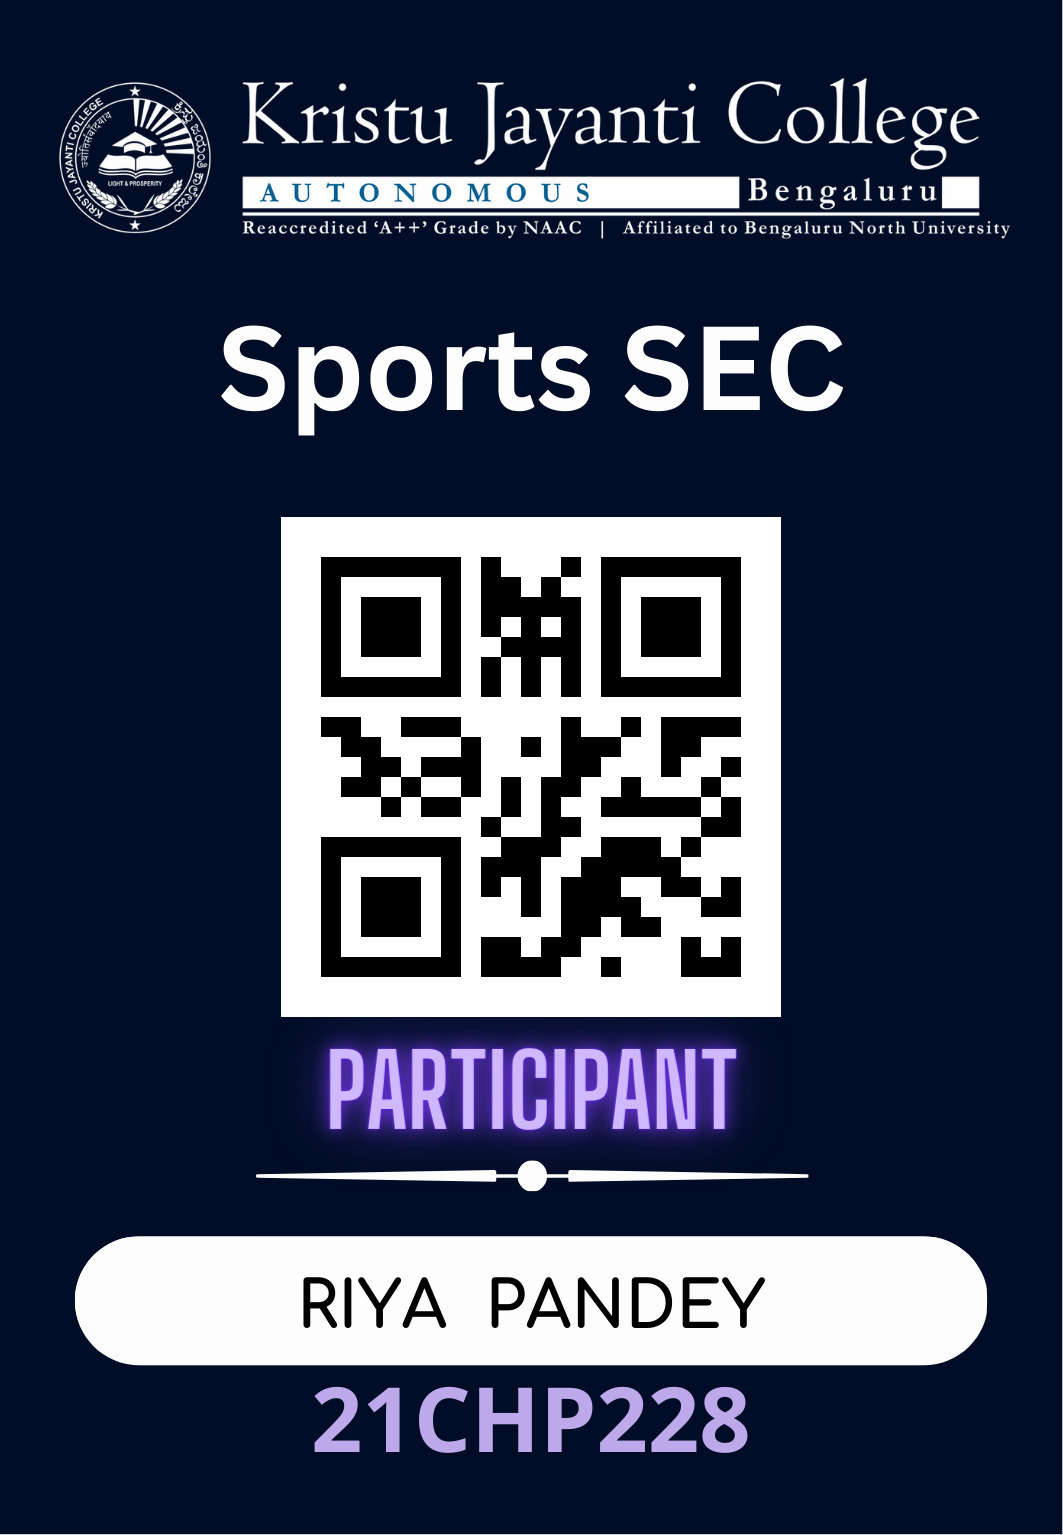 Kristu Jayanti College
AUTONOMOUS Bengaluru
Reaccredited ‘A++’ Grade by NAAC | Affiliated to Bengaluru North University
KRISTU JAYANTI COLLEGE
LIGHT & PROSPERITY
Sports SEC
PARTICIPANT
RIYA PANDEY
21CHP228